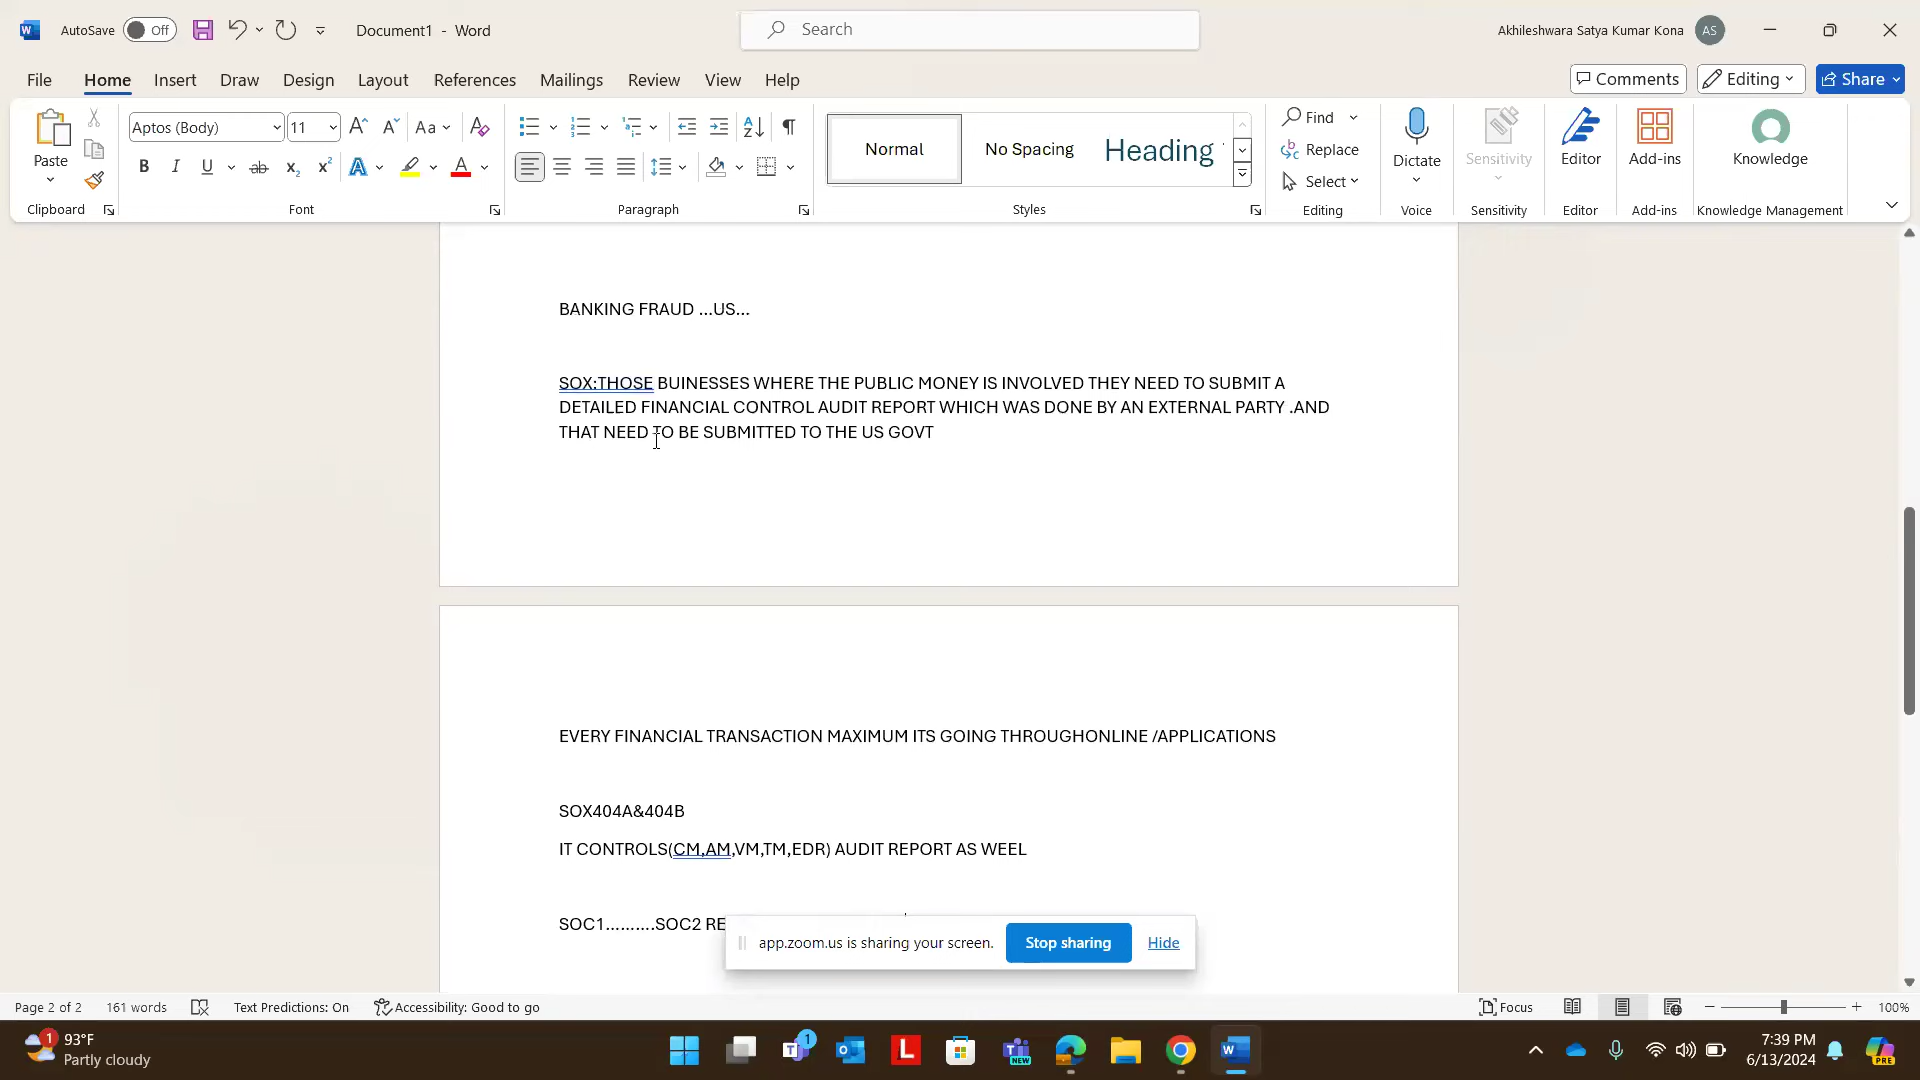 AutoSave Off Document1 - Word Search Akhileshwara Satya Kumar Kona AS
File Home Insert Draw Design Layout References Mailings Review View Help Comments Editing Share
Paste Aptos (Body) 11 Aa Normal No Spacing Heading Find Replace Select Dictate Sensitivity Editor Add-ins Knowledge
Clipboard Font Paragraph Styles Editing Voice Sensitivity Editor Add-ins Knowledge Management
BANKING FRAUD ...US...
SOX:THOSE BUINESSES WHERE THE PUBLIC MONEY IS INVOLVED THEY NEED TO SUBMIT A
DETAILED FINANCIAL CONTROL AUDIT REPORT WHICH WAS DONE BY AN EXTERNAL PARTY .AND
THAT NEED TO BE SUBMITTED TO THE US GOVT
EVERY FINANCIAL TRANSACTION MAXIMUM ITS GOING THROUGHONLINE /APPLICATIONS
SOX404A&404B
IT CONTROLS(CM,AM,VM,TM,EDR) AUDIT REPORT AS WEEL
SOC1..........SOC2 RE
app.zoom.us is sharing your screen. Stop sharing Hide
Page 2 of 2 161 words Text Predictions: On Accessibility: Good to go Focus 100%
1 93°F
Partly cloudy
1
NEW
7:39 PM
6/13/2024
PRE